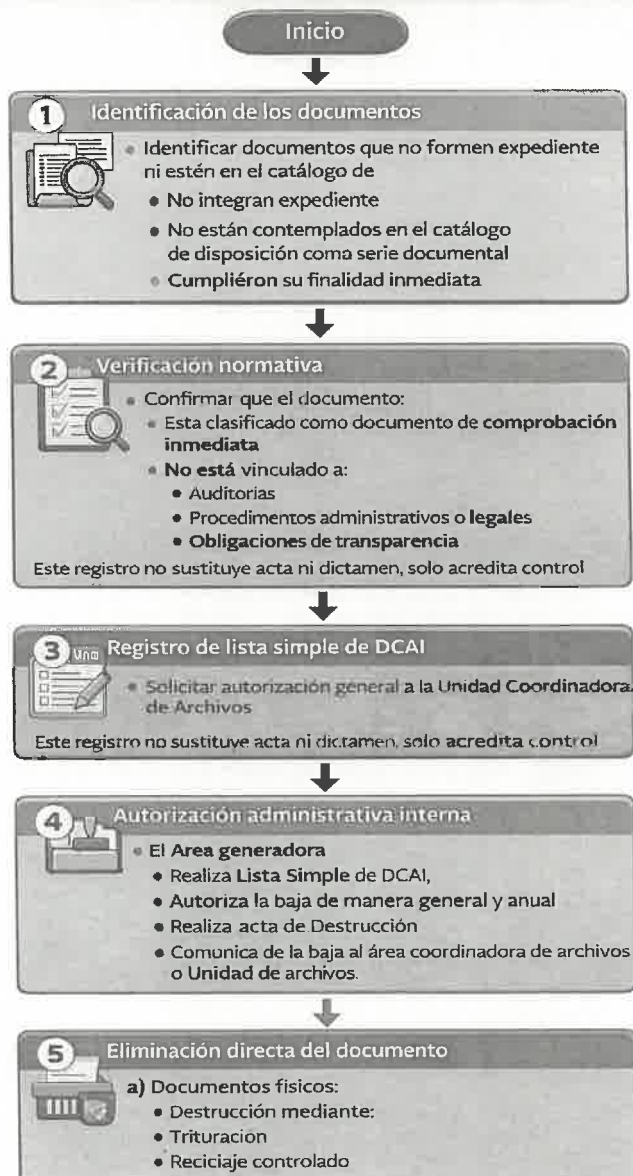 Inicio
1 Identificación de los documentos
Identificar documentos que no formen expediente
ni estén en el catálogo de
No integran expediente
No están contemplados en el catálogo
de disposición coma serie documental
Cumpliéron su finalidad inmediata
2 Verificación normativa
Confirmar que el documento:
Esta clasificado como documento de comprobación
inmediata
No está vinculado a:
Auditorias
Procedimentos administrativos o legales
Obligaciones de transparencia
Este registro no sustituye acta ni dictamen, solo acredita control
3 Registro de lista simple de DCAI
Solicitar autorización general a la Unidad Coordinadora.
de Archivos
Este registro no sustituve acta ni dic.tamen, solo acredita control
4 Autorización administrativa interna
El Area generadora
Realiza Lista Simple de DCAI,
Autoriza la baja de manera general y anual
Realiza acta de Destrucción
Comunica de la baja al área coordinadora de archivos
o Unidad de archivos.
5 Eliminación directa del documento
a) Documentos fisicos:
Destrucción mediante:
Trituración
Reciciaje controlado